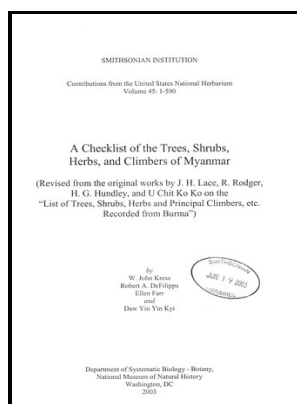 SMITHSONIAN INSTITUTION
Contributions from the United States National Herbarium
Volume 45: 1-590
A Checklist of the Trees, Shrubs,
Herbs, and Climbers of Myanmar
(Revised from the original works by J. H. Lace, R. Rodger,
H. G. Hundley, and U Chit Ko Ko on the
“List of Trees, Shrubs, Herbs and Principal Climbers, etc.
Recorded from Burma”)
by
W. John Kress
Robert A. DeFilipps
Ellen Farr
and
Daw Yin Yin Kyi
SMITHSONIAN
JUN 19 2003
LIBRARIES
Department of Systematic Biology - Botany,
National Museum of Natural History
Washington, DC
2003